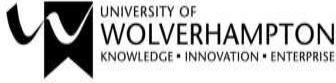 UNIVERSITY OF
WOLVERHAMPTON
KNOWLEDGE • INNOVATION • ENTERPRISE